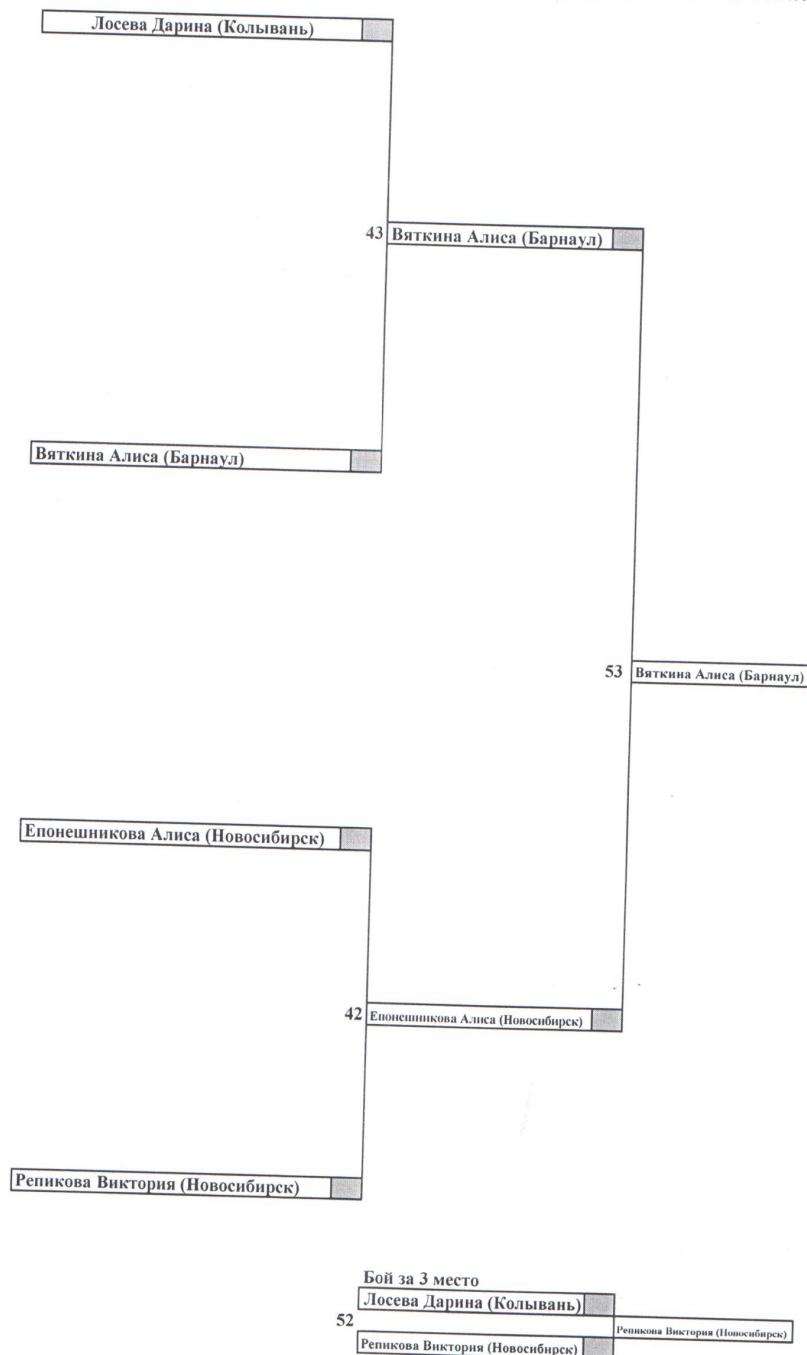 Лосева Дарина (Колывань)
43 Вяткина Алиса (Барнаул)
Вяткина Алиса (Барнаул)
53 Вяткина Алиса (Барнаул)
Епонешникова Алиса (Новосибирск)
42 Епонешникова Алиса (Новосибирск)
Репикова Виктория (Новосибирск)
Бой за 3 место
Лосева Дарина (Колывань)
52 Репикова Виктория (Новосибирск)
Репикова Виктория (Новосибирск)